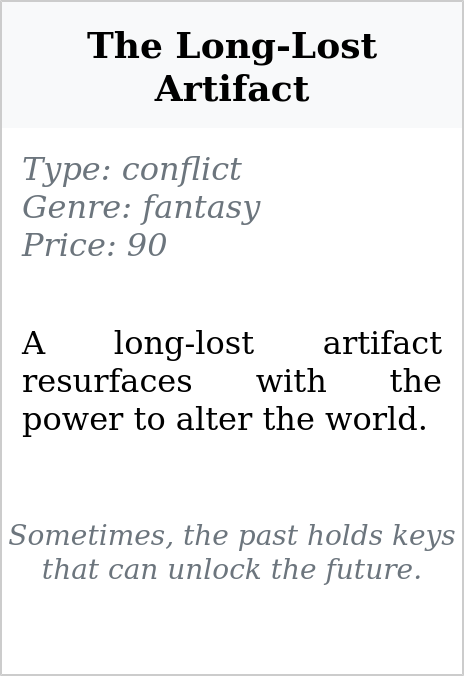 The Long-Lost
Artifact
Type: conflict
Genre: fantasy
Price: 90
A long-lost artifact
resurfaces with the
power to alter the world.
Sometimes, the past holds keys
that can unlock the future.